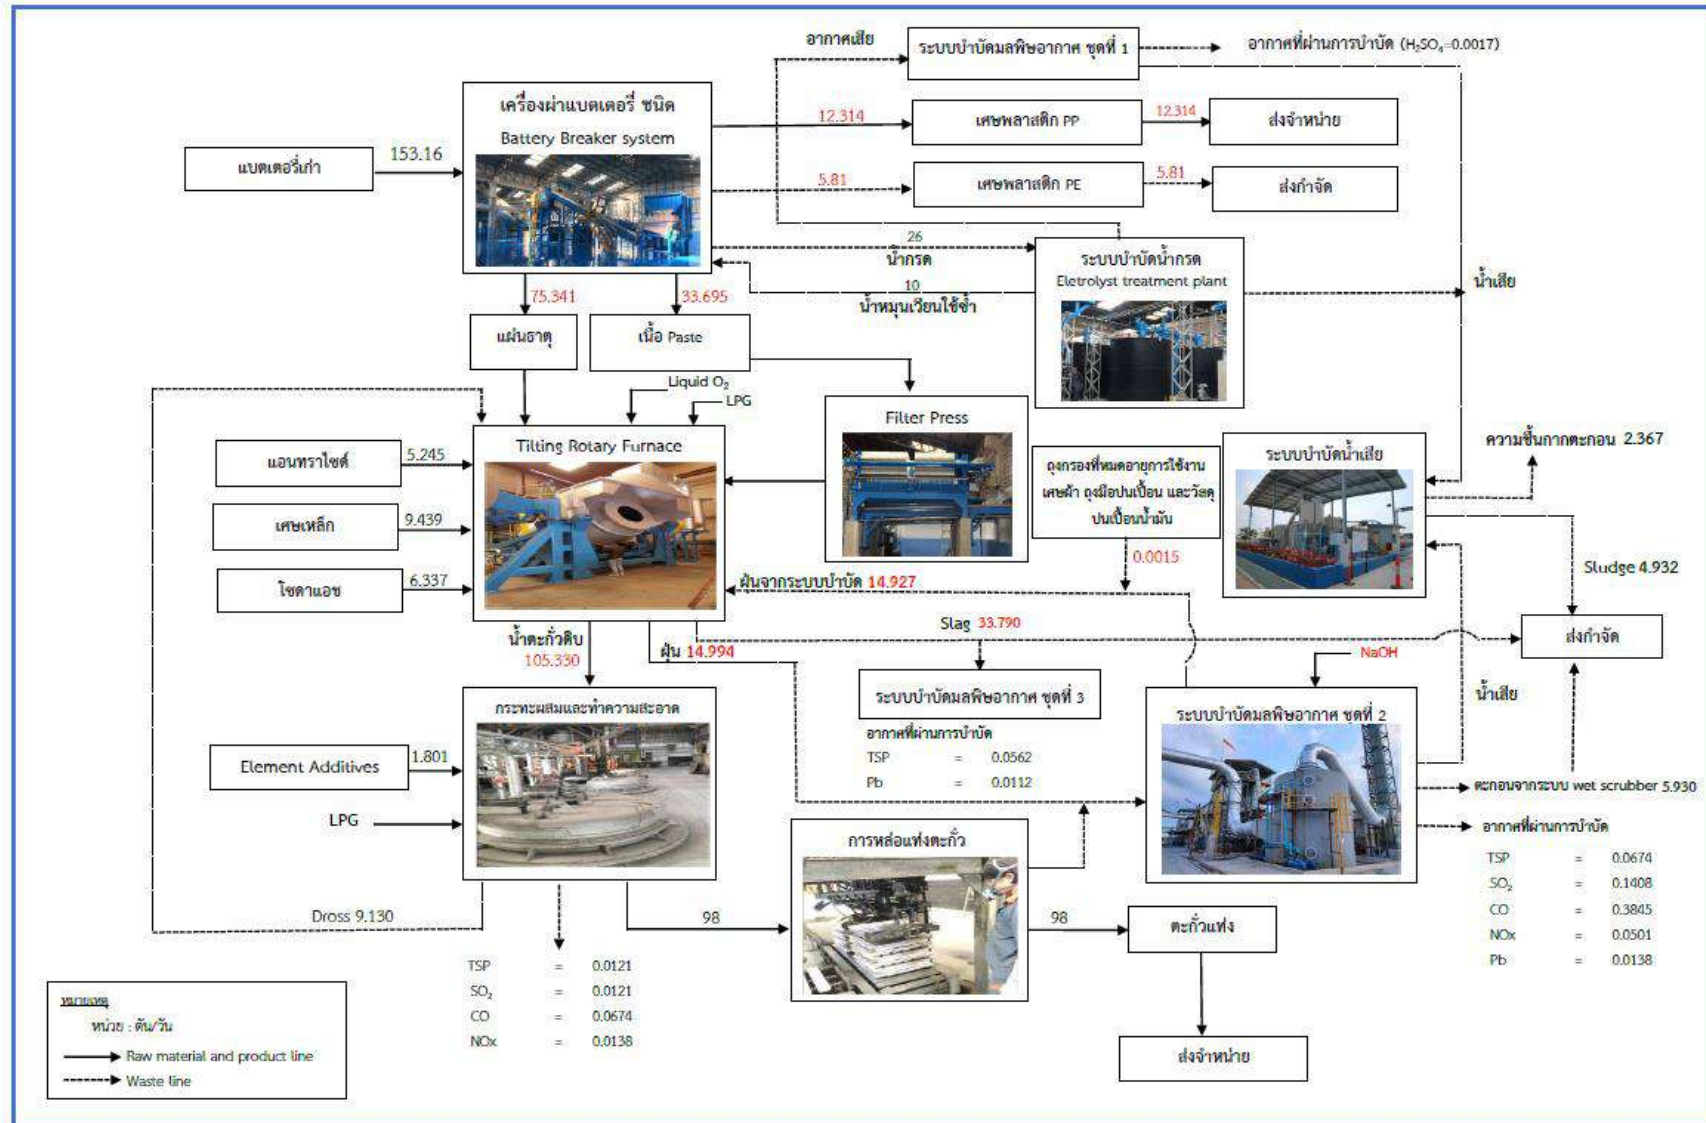 อากาศเสีย
ระบบบำบัดมลพิษอากาศ ชุดที่ 1
อากาศที่ผ่านการบำบัด (H₂SO₄=0.0017)
เครื่องผ่าแบตเตอรี่ ชนิด
Battery Breaker system
12.314
เศษพลาสติก PP
12.314
ส่งจำหน่าย
แบตเตอรี่เก่า
153.16
5.81
เศษพลาสติก PE
5.81
ส่งกำจัด
26
น้ำกรด
10
น้ำหมุนเวียนใช้ซ้ำ
ระบบบำบัดน้ำกรด
Eletrolyst treatment plant
น้ำเสีย
75.341
33.695
แผ่นธาตุ
เนื้อ Paste
Liquid O₂
LPG
Filter Press
Tilting Rotary Furnace
แอนทราไซต์
5.245
เศษเหล็ก
9.439
โซดาแอช
6.337
ถุงกรองที่หมดอายุการใช้งาน
เศษผ้า ถุงมือปนเปื้อน และวัสดุ
ปนเปื้อนน้ำมัน
0.0015
ระบบบำบัดน้ำเสีย
ความชื้นกากตะกอน 2.367
Sludge 4.932
ฝุ่นจากระบบบำบัด 14.927
Slag 33.790
ส่งกำจัด
น้ำตะกั่วดิบ
105.330
ฝุ่น 14.994
NaOH
น้ำเสีย
ระบบบำบัดมลพิษอากาศ ชุดที่ 3
อากาศที่ผ่านการบำบัด
TSP = 0.0562
Pb = 0.0112
ระบบบำบัดมลพิษอากาศ ชุดที่ 2
กระทะผสมและทำความสะอาด
Element Additives
1.801
LPG
ตะกอนจากระบบ wet scrubber 5.930
อากาศที่ผ่านการบำบัด
TSP = 0.0674
SO₂ = 0.1408
CO = 0.3845
NOx = 0.0501
Pb = 0.0138
การหล่อแท่งตะกั่ว
Dross 9.130
98
98
ตะกั่วแท่ง
ส่งจำหน่าย
TSP = 0.0121
SO₂ = 0.0121
CO = 0.0674
NOx = 0.0138
หมายเหตุ
หน่วย : ตัน/วัน
Raw material and product line
Waste line